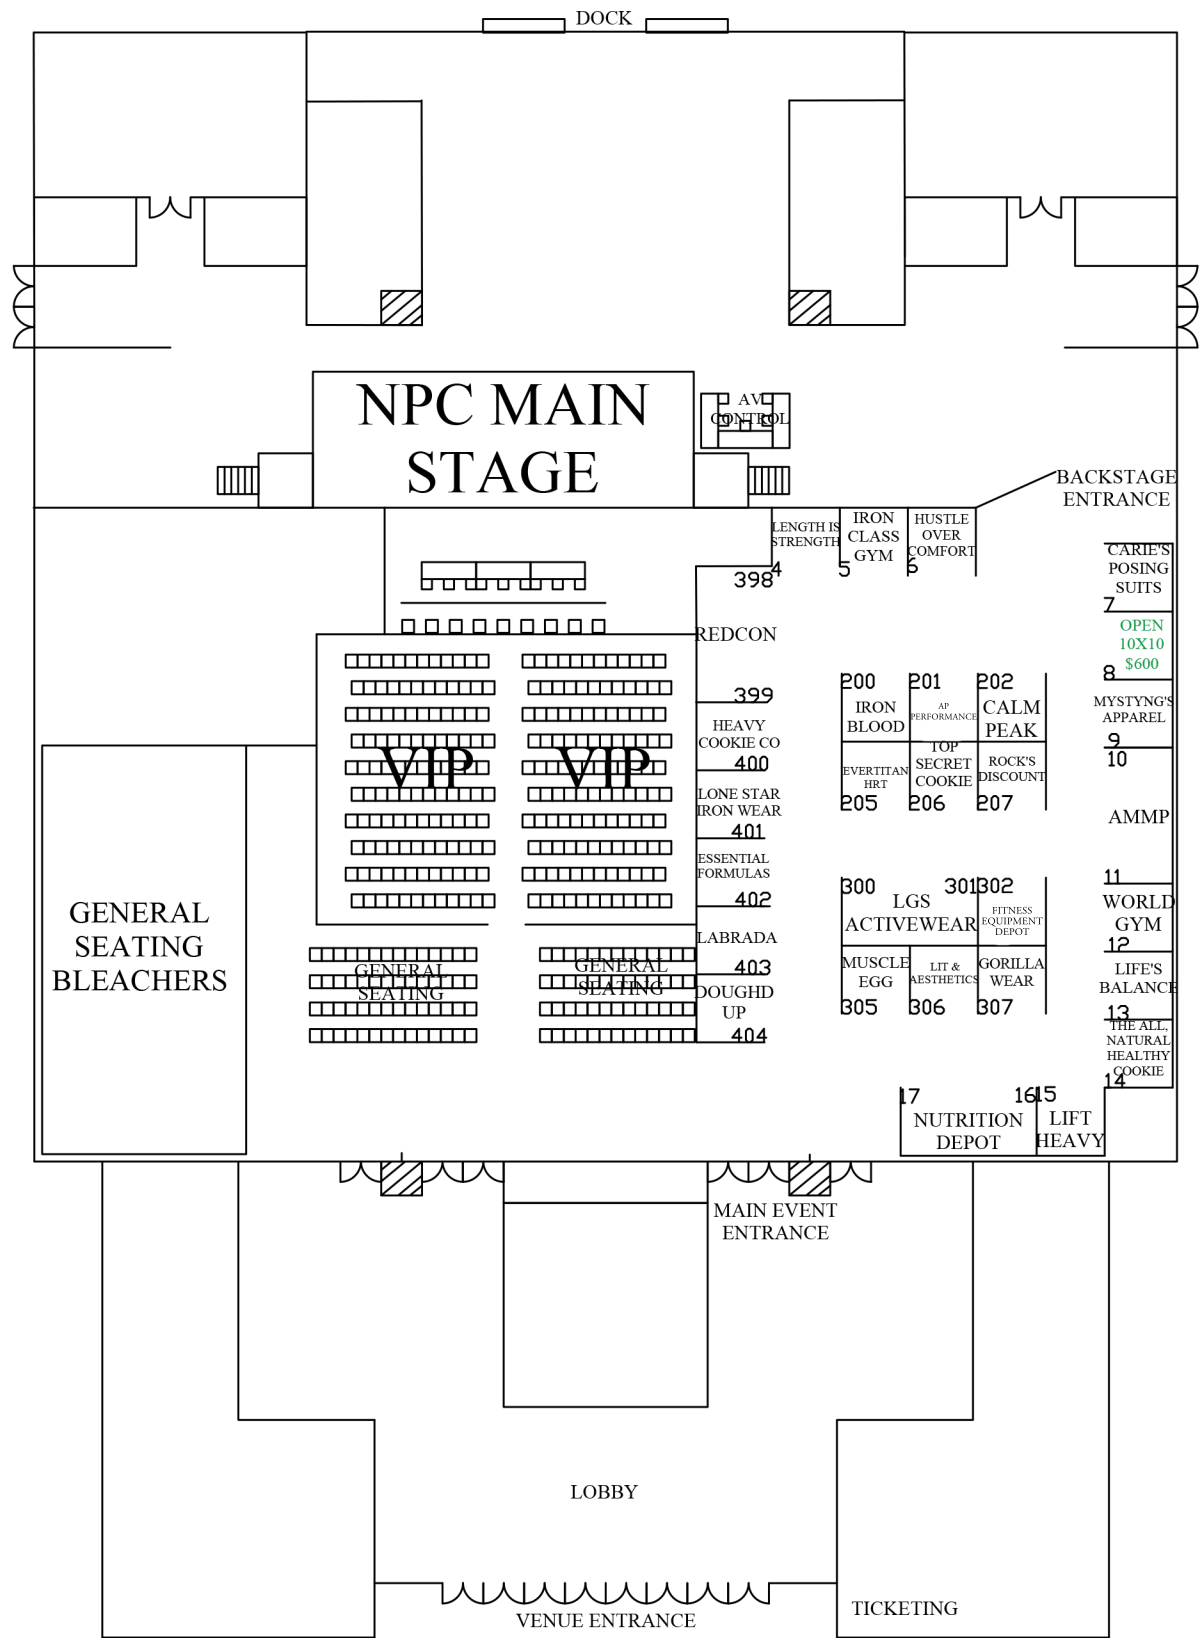 DOCK
NPC MAIN
STAGE
AV
CONTROL
BACKSTAGE
ENTRANCE
LENGTH IS
STRENGTH
4
IRON
CLASS
GYM
5
HUSTLE
OVER
COMFORT
6
CARIE'S
POSING
SUITS
7
OPEN
10X10
$600
8
MYSTYNG'S
APPAREL
9
10
AMMP
11
WORLD
GYM
12
LIFE'S
BALANCE
13
THE ALL,
NATURAL
HEALTHY
COOKIE
14
398
REDCON
399
HEAVY
COOKIE CO
400
LONE STAR
IRON WEAR
401
ESSENTIAL
FORMULAS
402
LABRADA
403
DOUGHD
UP
404
200
IRON
BLOOD
201
AP
PERFORMANCE
202
CALM
PEAK
EVERTITAN
HRT
205
TOP
SECRET
COOKIE
206
ROCK'S
DISCOUNT
207
300
301
LGS
ACTIVEWEAR
302
FITNESS
EQUIPMENT
DEPOT
MUSCLE
EGG
305
LIT &
AESTHETICS
306
GORILLA
WEAR
307
17
16
NUTRITION
DEPOT
15
LIFT
HEAVY
VIP
VIP
GENERAL
SEATING
BLEACHERS
GENERAL
SEATING
GENERAL
SEATING
MAIN EVENT
ENTRANCE
LOBBY
VENUE ENTRANCE
TICKETING